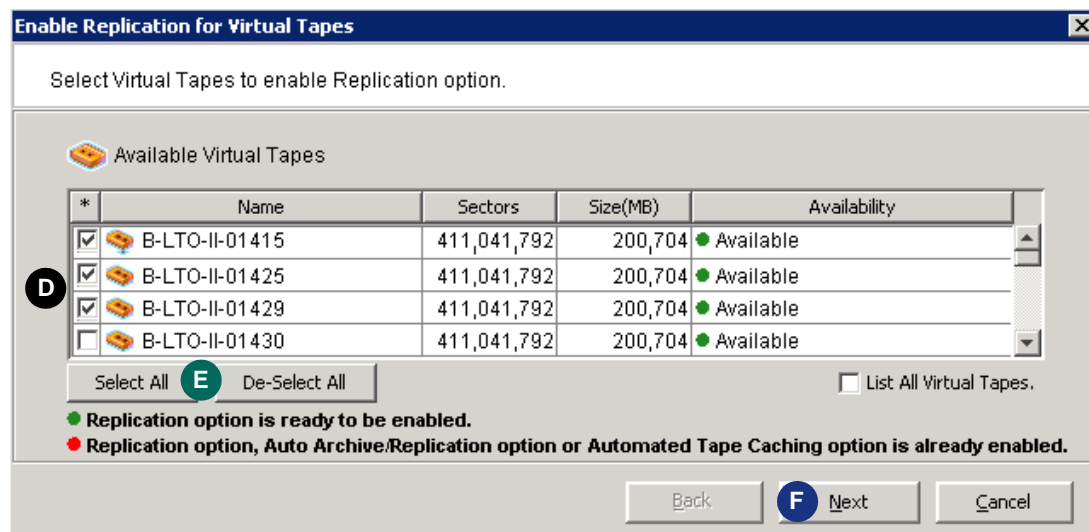 Enable Replication for Virtual Tapes
Select Virtual Tapes to enable Replication option.
Available Virtual Tapes
* Name Sectors Size(MB) Availability
B-LTO-II-01415 411,041,792 200,704 Available
B-LTO-II-01425 411,041,792 200,704 Available
D
B-LTO-II-01429 411,041,792 200,704 Available
B-LTO-II-01430 411,041,792 200,704 Available
Select All E De-Select All List All Virtual Tapes.
Replication option is ready to be enabled.
Replication option, Auto Archive/Replication option or Automated Tape Caching option is already enabled.
Back F Next Cancel